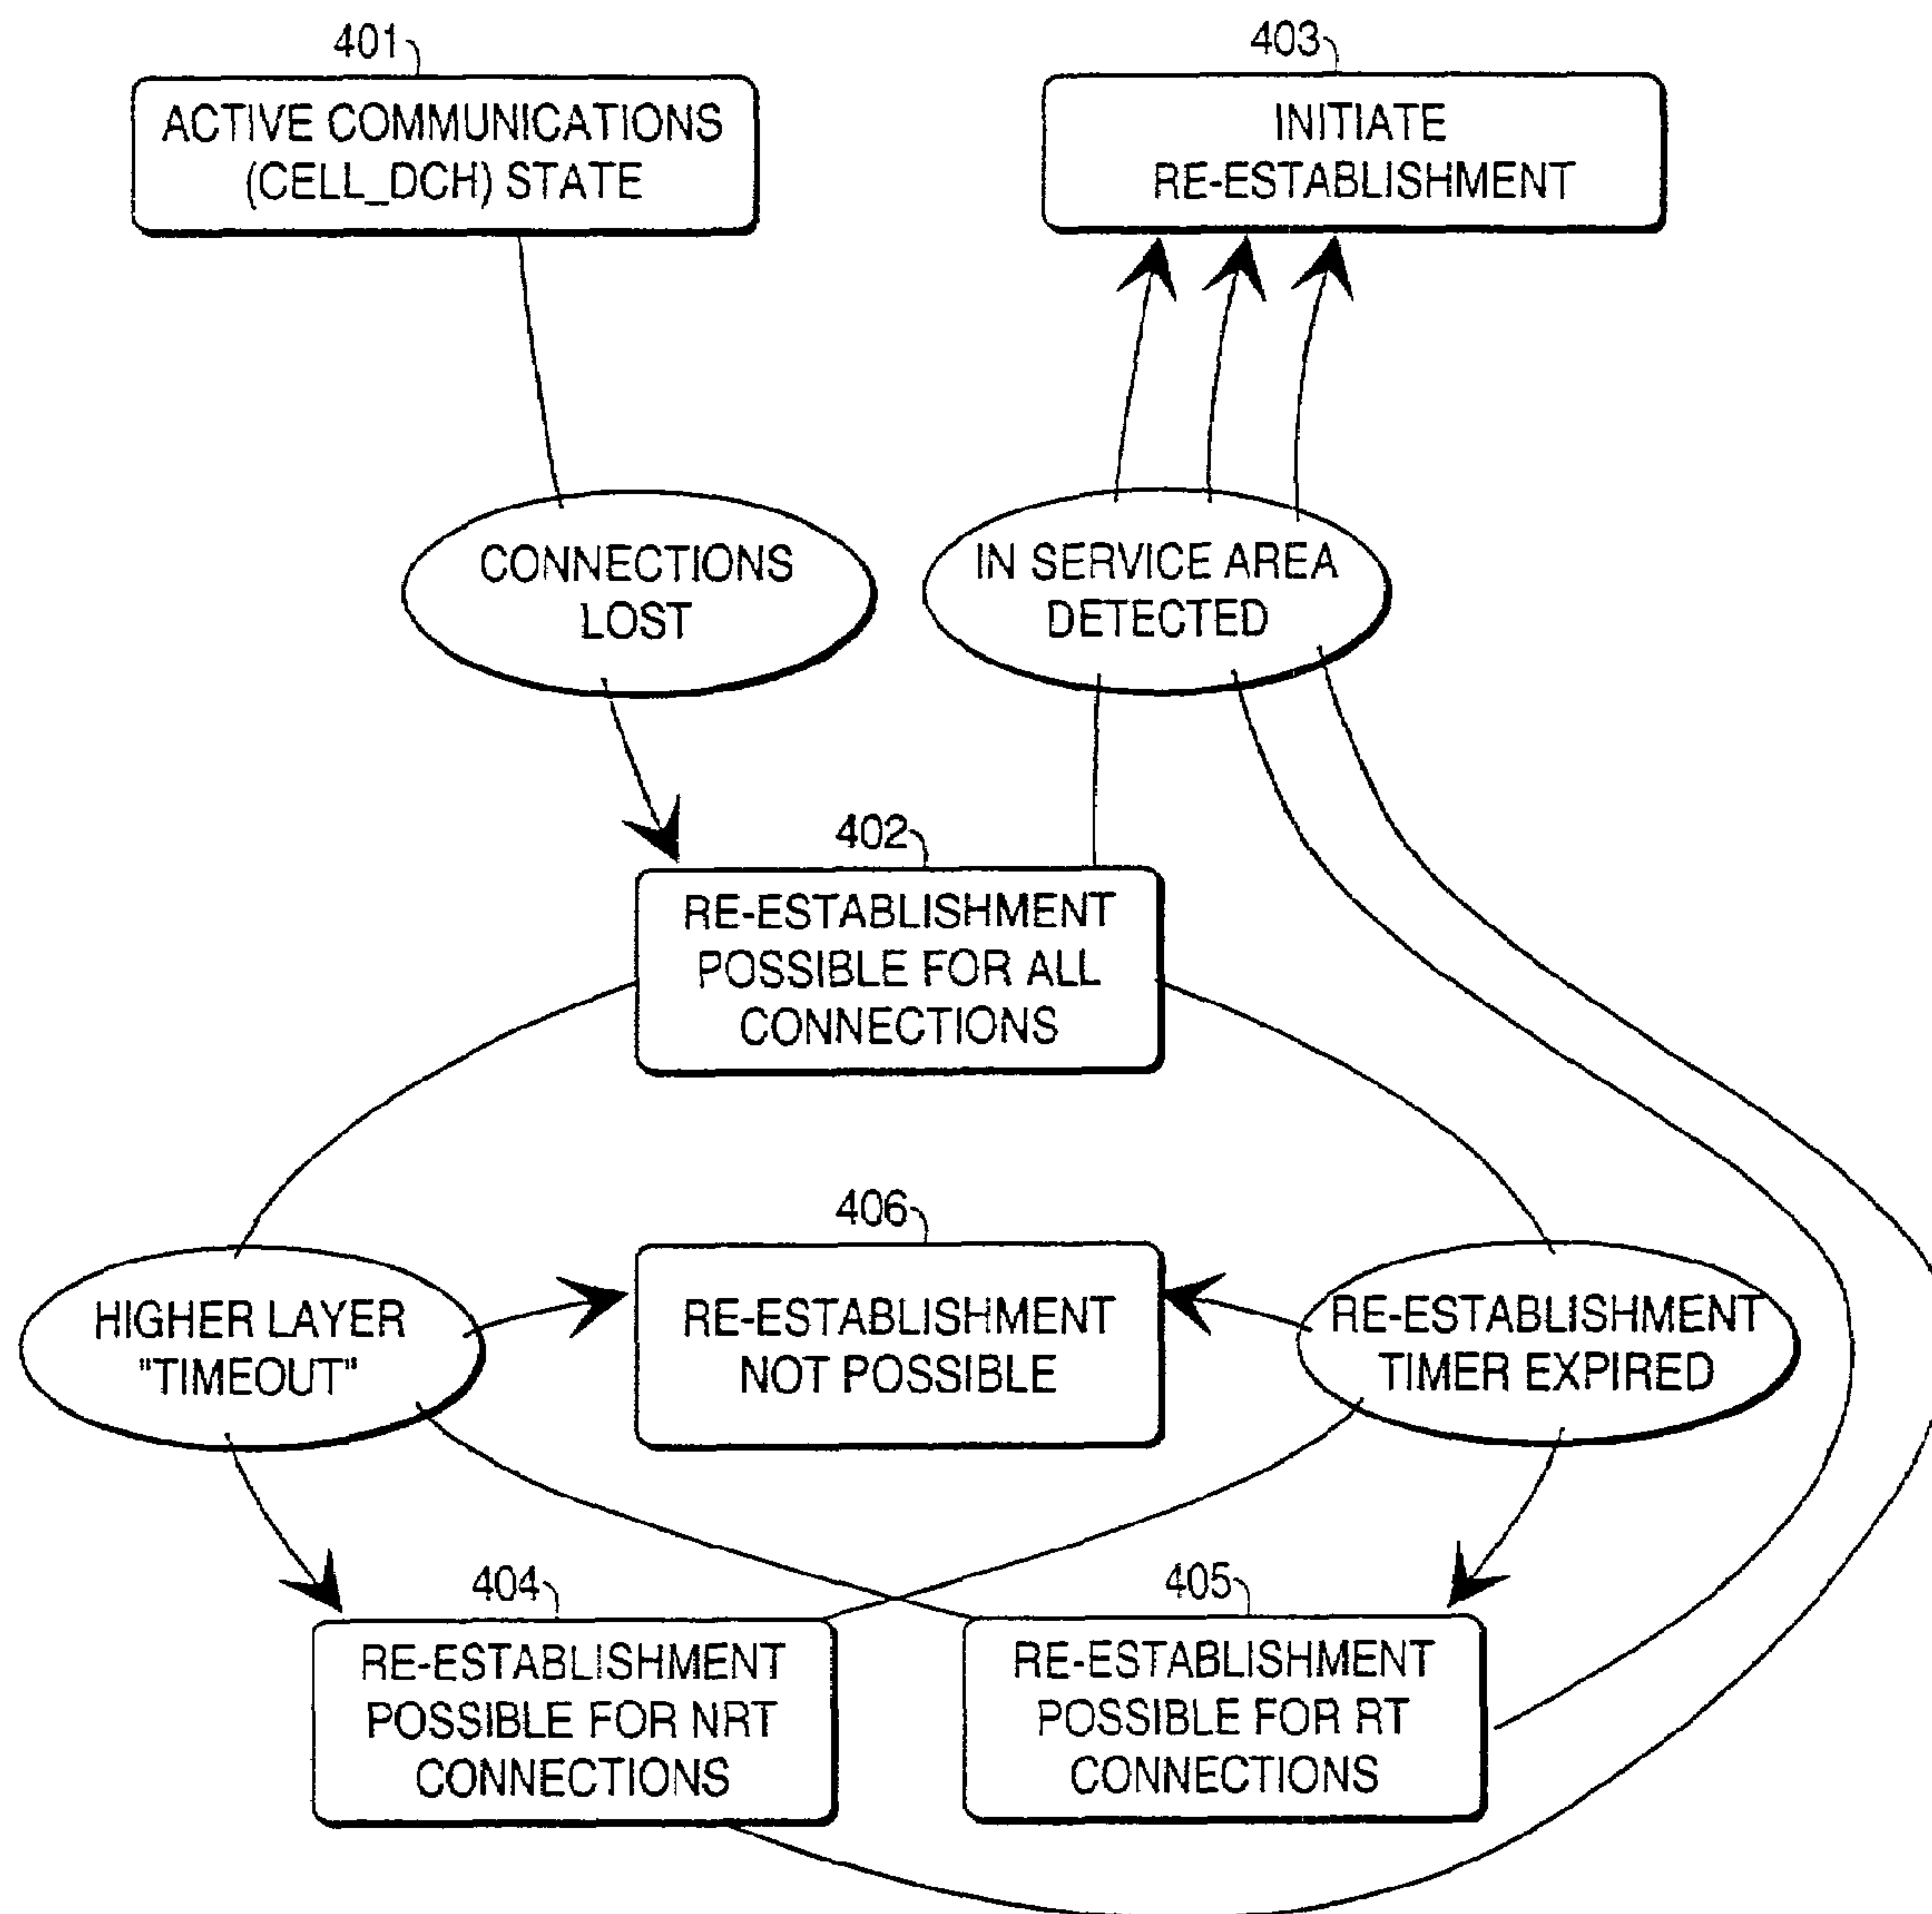 401
ACTIVE COMMUNICATIONS
(CELL_DCH) STATE
403
INITIATE
RE-ESTABLISHMENT
CONNECTIONS
LOST
IN SERVICE AREA
DETECTED
402
RE-ESTABLISHMENT
POSSIBLE FOR ALL
CONNECTIONS
HIGHER LAYER
"TIMEOUT"
406
RE-ESTABLISHMENT
NOT POSSIBLE
RE-ESTABLISHMENT
TIMER EXPIRED
404
RE-ESTABLISHMENT
POSSIBLE FOR NRT
CONNECTIONS
405
RE-ESTABLISHMENT
POSSIBLE FOR RT
CONNECTIONS